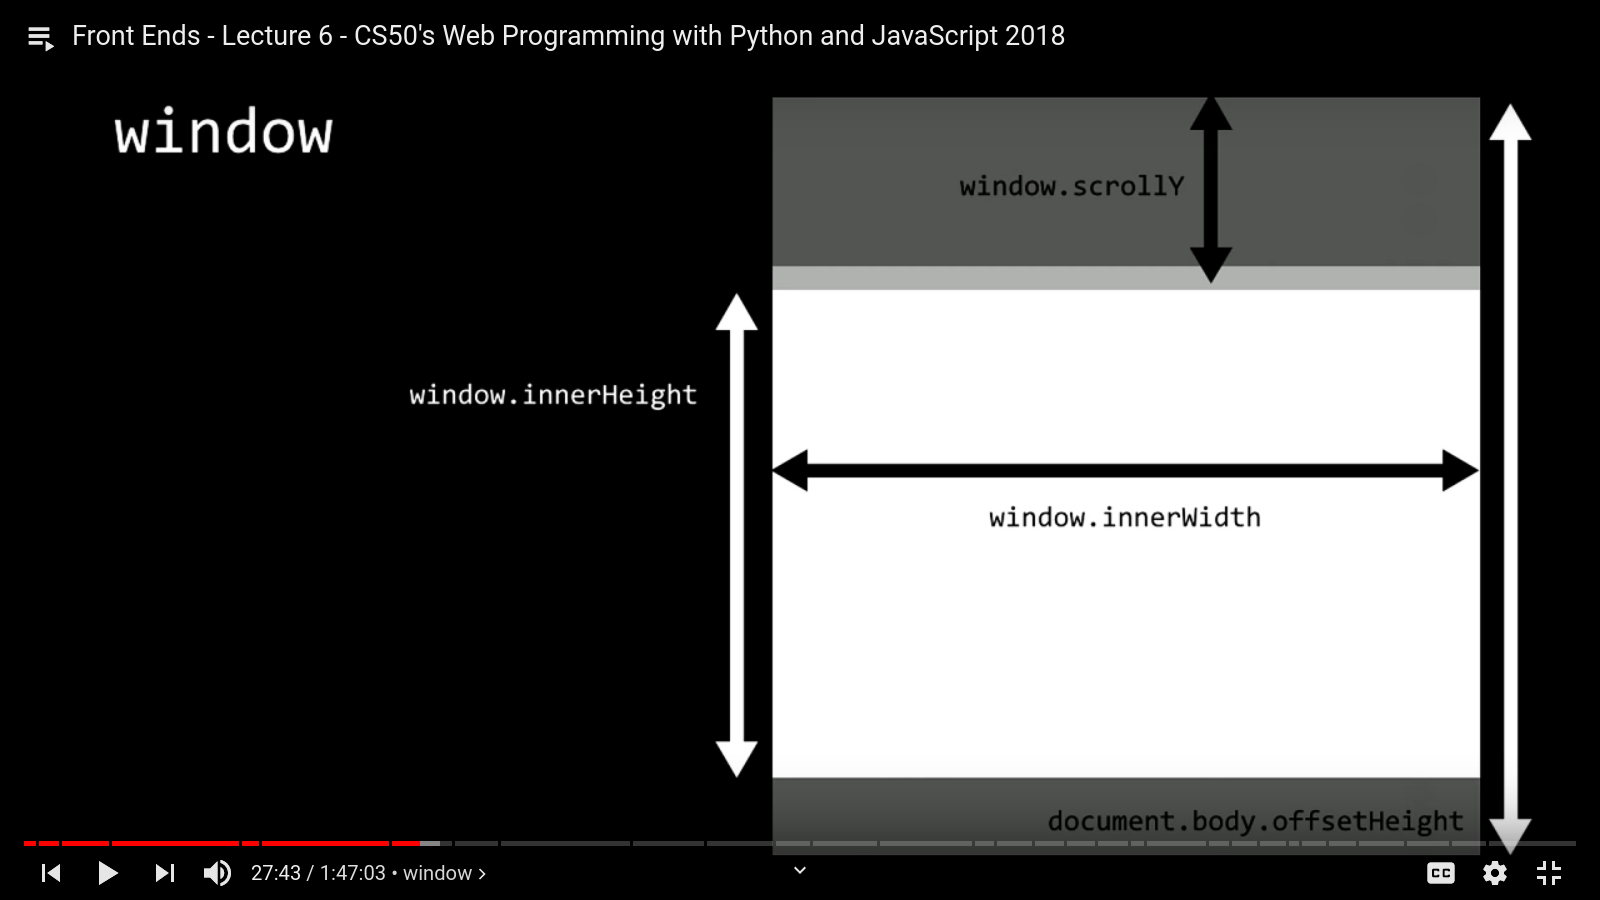 Front Ends - Lecture 6 - CS50's Web Programming with Python and JavaScript 2018
window
window.scrollY
window.innerHeight
window.innerWidth
document.body.offsetHeight
27:43 / 1:47:03 • window ›
CC